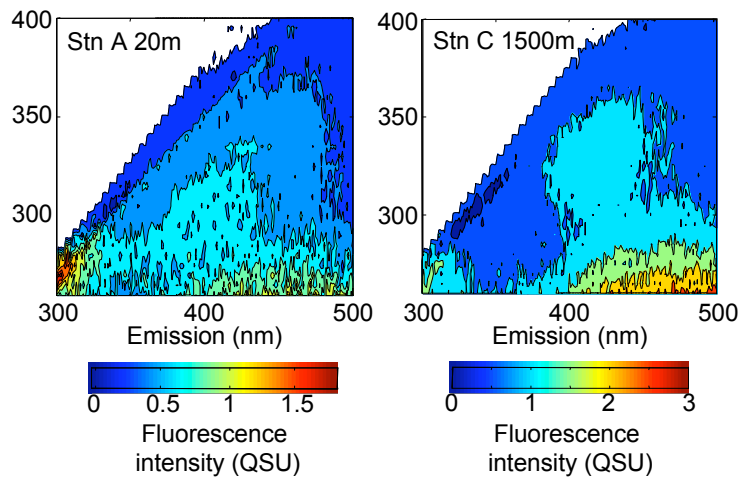 Stn A 20m
400
350
300
300
400
500
Emission (nm)
0
0.5
1
1.5
Fluorescence
intensity (QSU)
Stn C 1500m
400
350
300
300
400
500
Emission (nm)
0
1
2
3
Fluorescence
intensity (QSU)